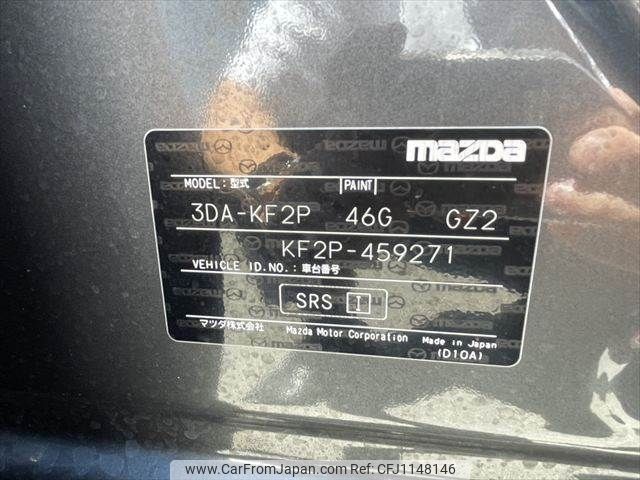 mazda
MODEL: 型式 PAINT
3DA-KF2P 46G GZ2
KF2P-459271
VEHICLE ID.NO.: 車台番号
SRS I
マツダ株式会社 Mazda Motor Corporation Made in Japan
(D10A)
www.CarFromJapan.com Ref: CFJ1148146